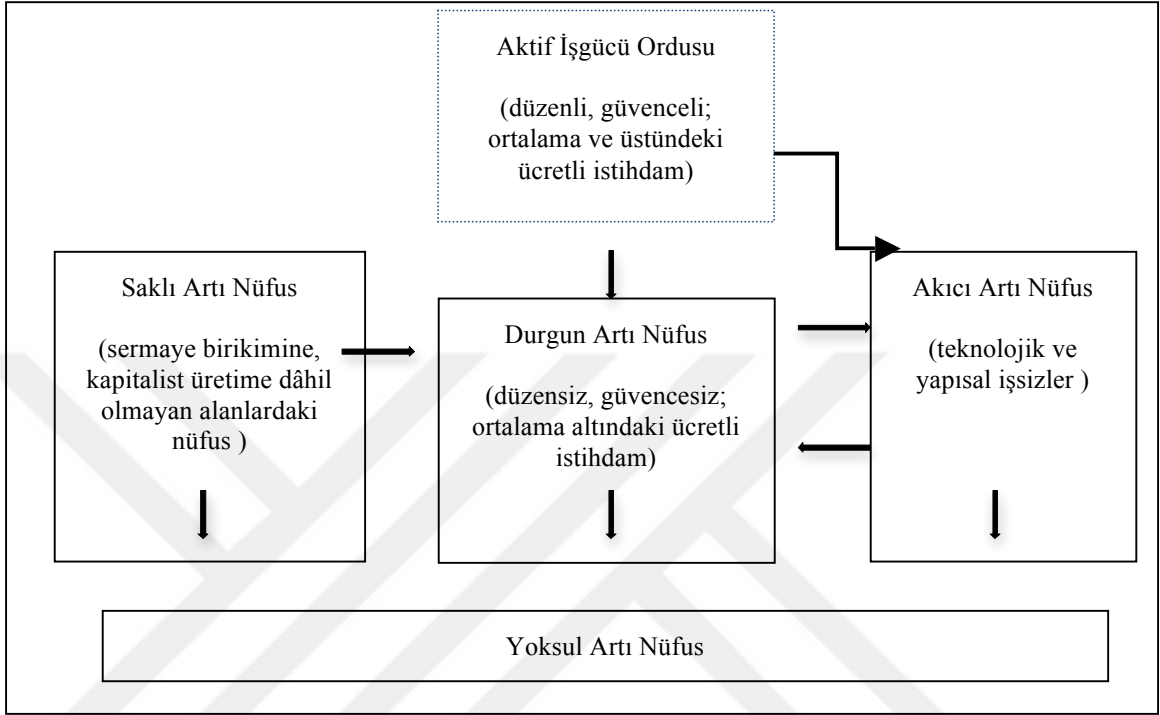 Aktif İşgücü Ordusu
(düzenli, güvenceli;
ortalama ve üstündeki
ücretli istihdam)
Saklı Artı Nüfus
(sermaye birikimine,
kapitalist üretime dâhil
olmayan alanlardaki
nüfus )
Durgun Artı Nüfus
(düzensiz, güvencesiz;
ortalama altındaki ücretli
istihdam)
Akıcı Artı Nüfus
(teknolojik ve
yapısal işsizler )
Yoksul Artı Nüfus